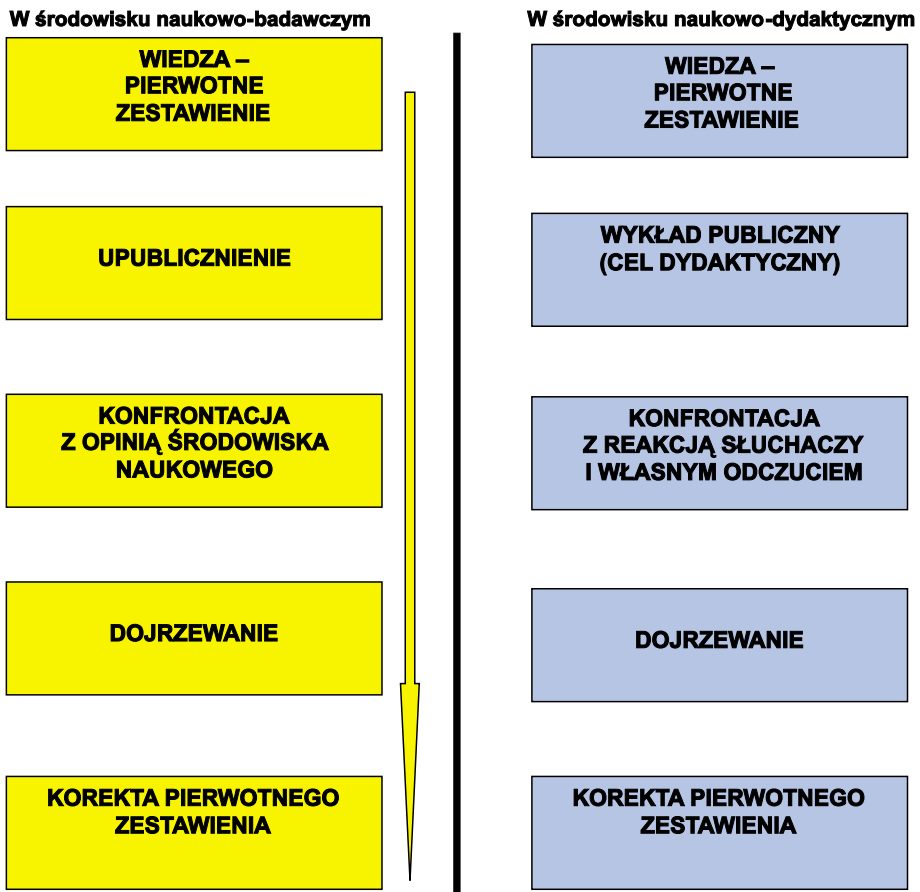 W środowisku naukowo-badawczym
WIEDZA –
PIERWOTNE
ZESTAWIENIE
UPUBLICZNIENIE
KONFRONTACJA
Z OPINIĄ ŚRODOWISKA
NAUKOWEGO
DOJRZEWANIE
KOREKTA PIERWOTNEGO
ZESTAWIENIA
W środowisku naukowo-dydaktycznym
WIEDZA –
PIERWOTNE
ZESTAWIENIE
WYKŁAD PUBLICZNY
(CEL DYDAKTYCZNY)
KONFRONTACJA
Z REAKCJĄ SŁUCHACZY
I WŁASNYM ODCZUCIEM
DOJRZEWANIE
KOREKTA PIERWOTNEGO
ZESTAWIENIA